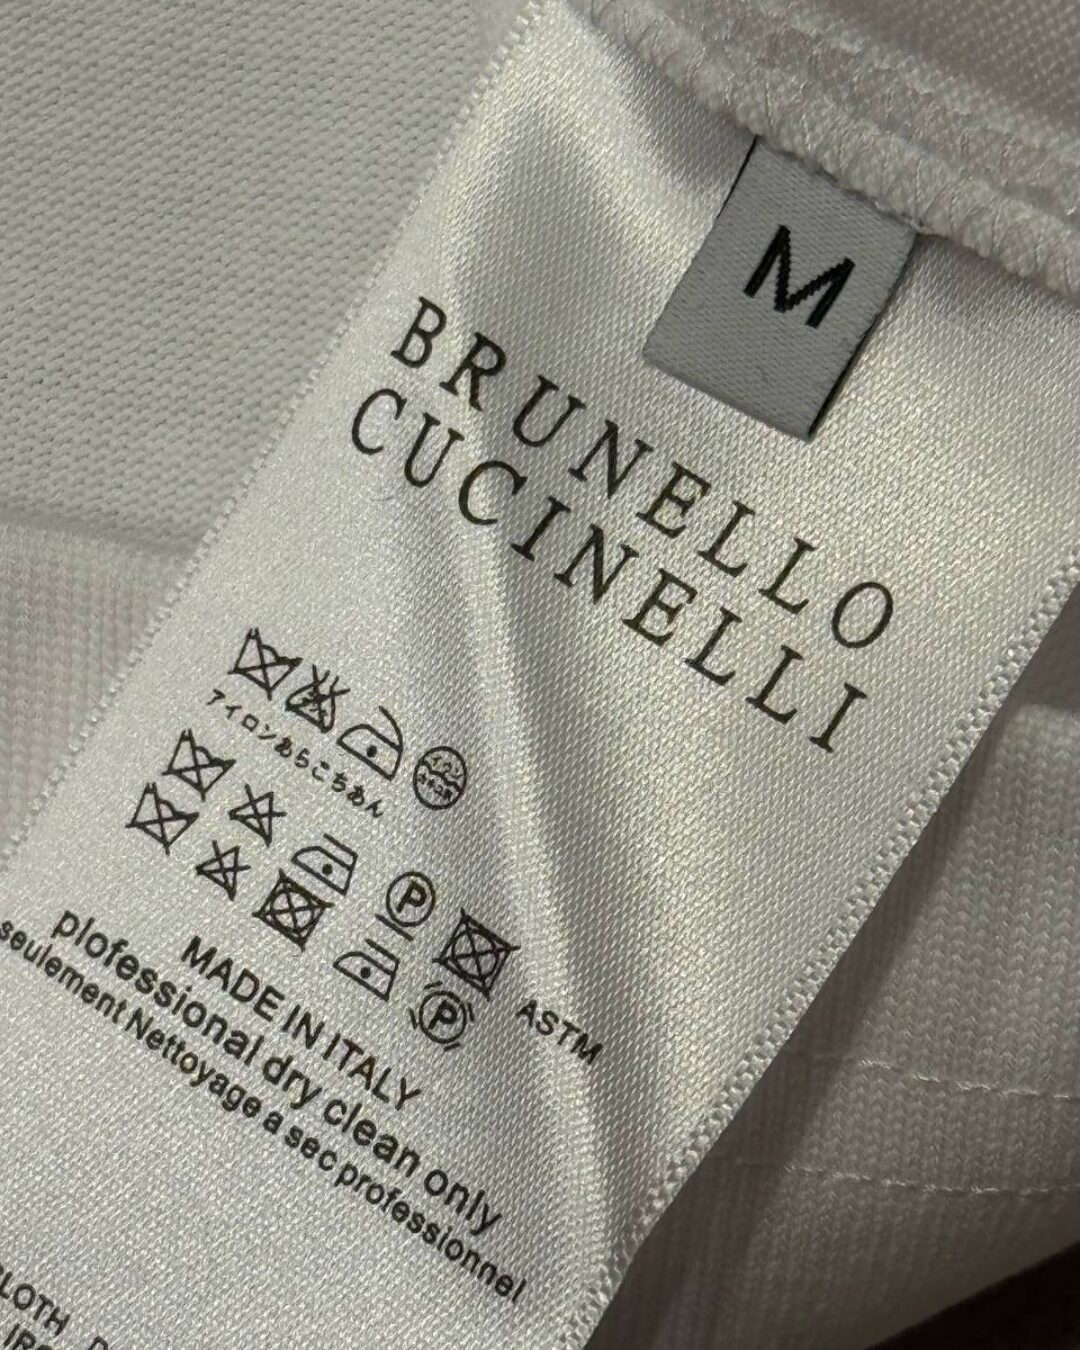 M
BRUNELLO
CUCINELLI
アイロンあらこちあん
P
P
ASTM
MADE IN ITALY
plofessional dry clean only
seulement Nettoyage a sec professionnel
CLOTH